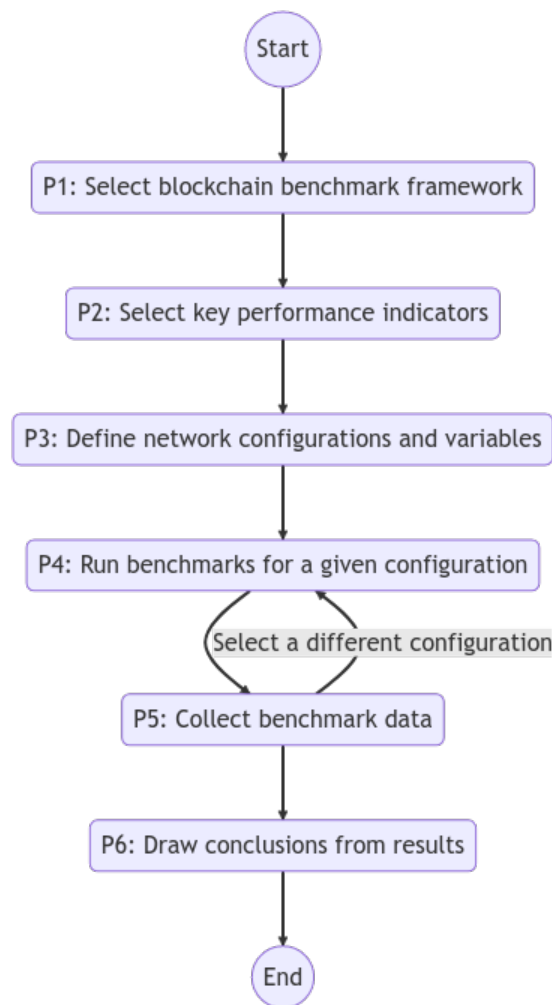 Start
P1: Select blockchain benchmark framework
P2: Select key performance indicators
P3: Define network configurations and variables
P4: Run benchmarks for a given configuration
Select a different configuration
P5: Collect benchmark data
P6: Draw conclusions from results
End